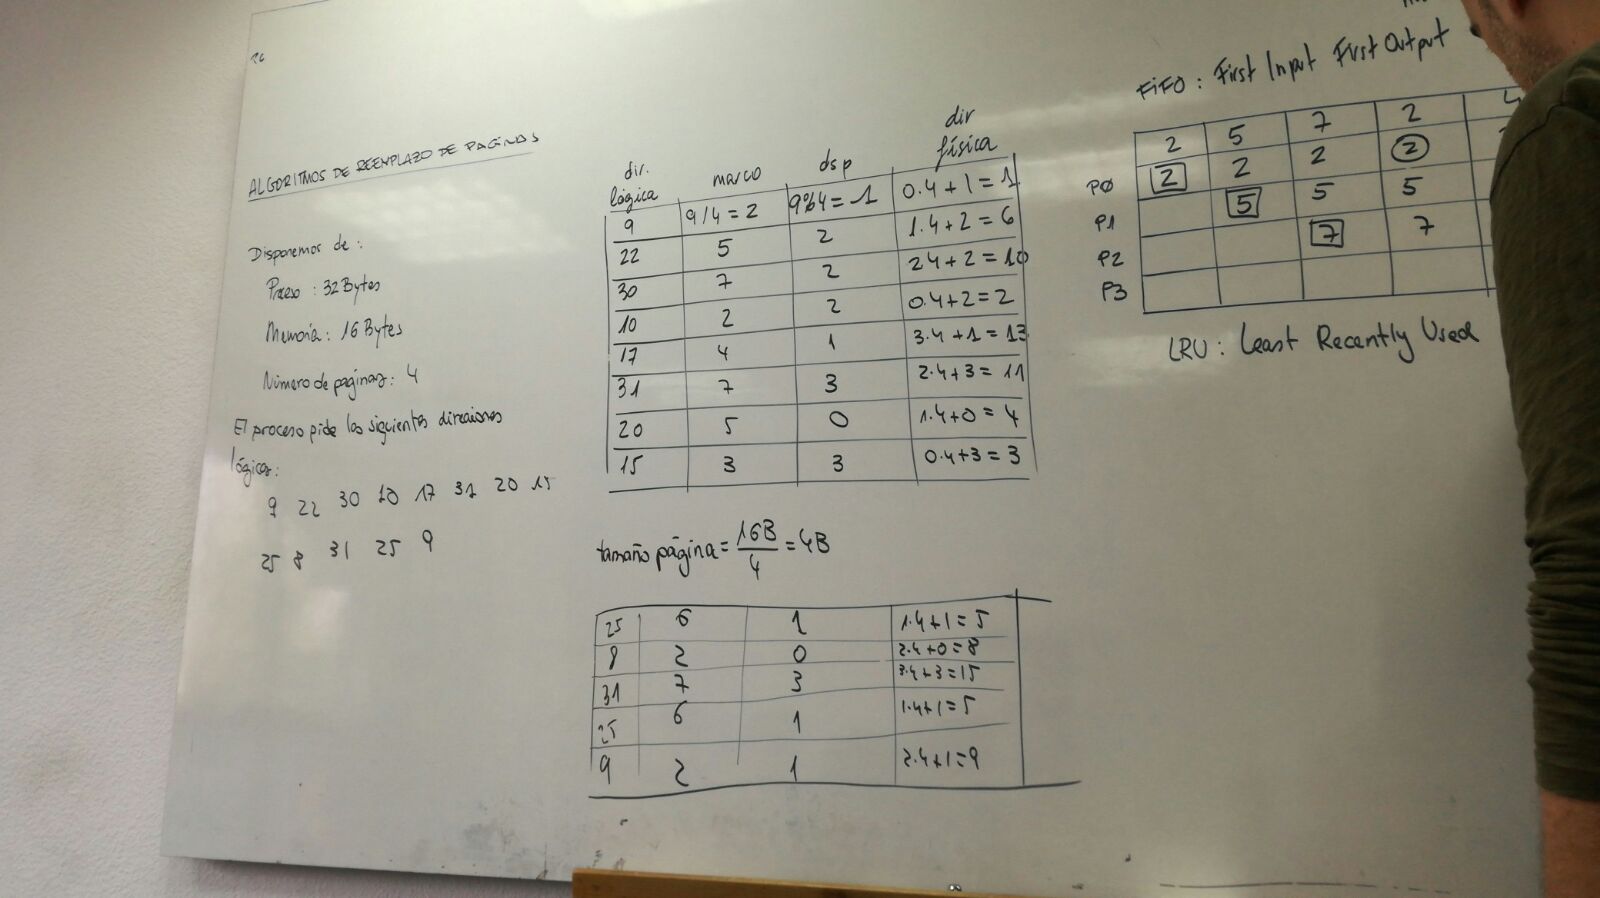 ALGORITMOS DE REEMPLAZO DE PAGINAS
Disponemos de :
Proceso : 32 Bytes
Memoria : 16 Bytes
Número de paginas : 4
El proceso pide las siguientes direcciones
lógicas:
9 22 30 10 17 31 20 15
25 8 31 25 9
dir. lógica marco dsp dir física
9 9/4=2 9%4=1 0.4+1=1
22 5 2 1.4+2=6
30 7 2 2.4+2=10
10 2 2 0.4+2=2
17 4 1 3.4+1=13
31 7 3 2.4+3=11
20 5 0 1.4+0=4
15 3 3 0.4+3=3
tamaño página = 16B/4 = 4B
25 6 1 1.4+1=5
8 2 0 2.4+0=8
31 7 3 3.4+3=15
25 6 1 1.4+1=5
9 2 1 2.4+1=9
FiFO : First Input First Output
2 5 7 2 4
PØ 2 2 2 2
P1 5 5 5
P2 7 7
P3
LRU : Least Recently Used